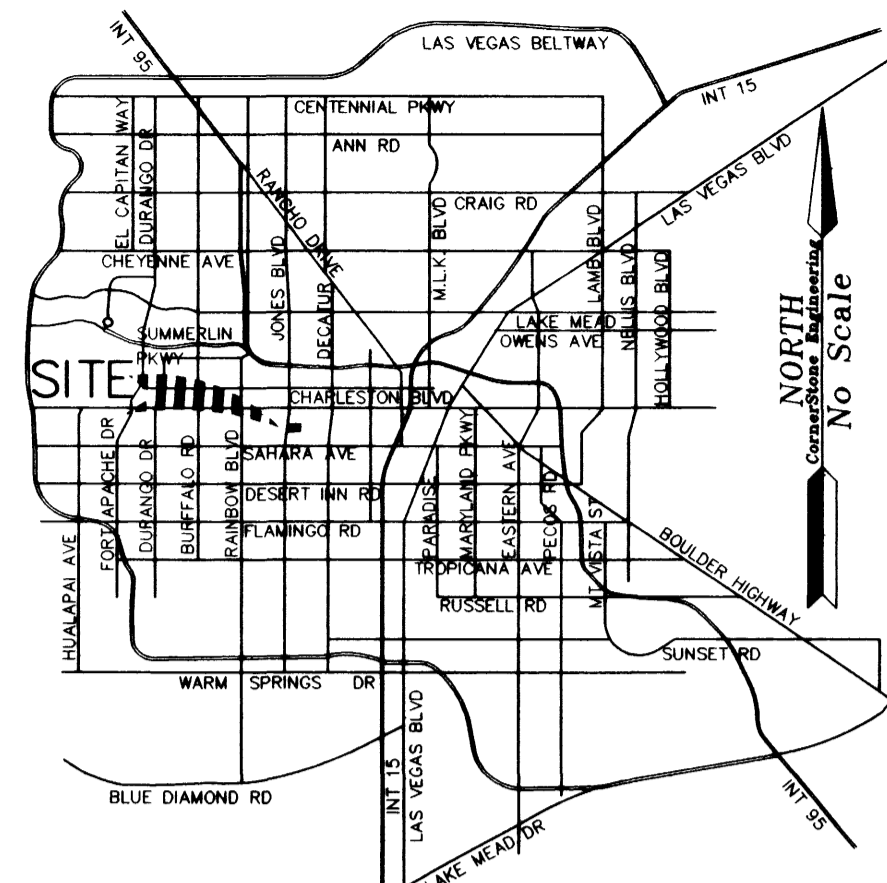 INT 95
LAS VEGAS BELTWAY
INT 15
CENTENNIAL PKWY
ANN RD
EL CAPITAN WAY
DURANGO DR
RANCHO DRIVE
CRAIG RD
LAS VEGAS BLVD
M.L.K. BLVD
LAMB BLVD
NELLIS BLVD
HOLLYWOOD BLVD
CHEYENNE AVE
JONES BLVD
DECATUR
SUMMERLIN
PKWY
LAKE MEAD
OWENS AVE
SITE
CHARLESTON BLVD
NORTH
CornerStone Engineering
No Scale
SAHARA AVE
DESERT INN RD
FLAMINGO RD
FORT APACHE DR
DURANGO DR
BURFFALO RD
RAINBOW BLVD
PARADISE
MARYLAND PKWY
EASTERN AVE
PECOS RD
MT VISTA ST
BOULDER HIGHWAY
TROPICANA AVE
RUSSELL RD
HUALAPAI AVE
SUNSET RD
WARM SPRINGS DR
BLUE DIAMOND RD
INT 15
LAS VEGAS BLVD
LAKE MEAD DR
INT 95